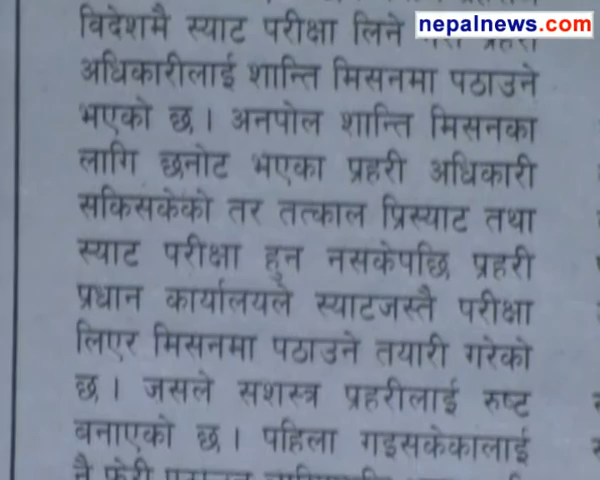 nepalnews.com
विदेशमै स्याट परीक्षा लिने
अधिकारीलाई शान्ति मिसनमा पठाउने
भएको छ । अनपोल शान्ति मिसनका
लागि छनोट भएका प्रहरी अधिकारी
सकिसकेको तर तत्काल प्रिस्याट तथा
स्याट परीक्षा हुन नसकेपछि प्रहरी
प्रधान कार्यालयले स्याटजस्तै परीक्षा
लिएर मिसनमा पठाउने तयारी गरेको
छ । जसले सशस्त्र प्रहरीलाई रुष्ट
बनाएको छ । पहिला गइसकेकालाई